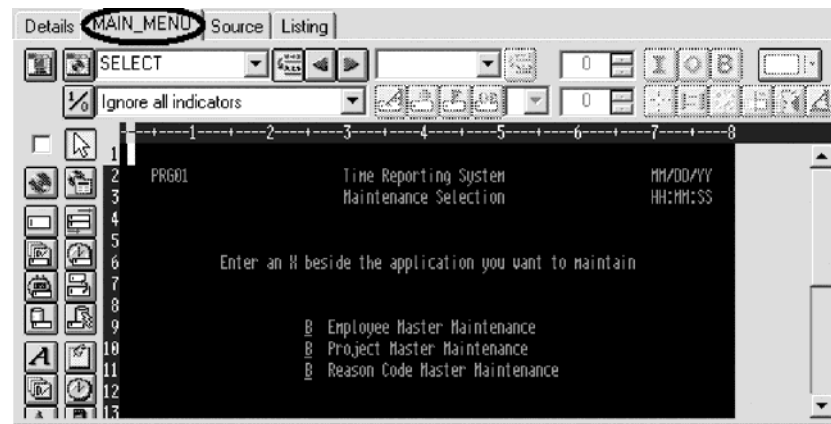 Details MAIN_MENU Source Listing
SELECT 0 I O B
1/0 Ignore all indicators 0
--+----1----+----2----+----3----+----4----+----5----+----6----+----7----+----8
1
2 PRG01 Time Reporting System MM/DD/YY
3 Maintenance Selection HH:MM:SS
4
5
6 Enter an X beside the application you want to maintain
7
8
9 B Employee Master Maintenance
10 B Project Master Maintenance
11 B Reason Code Master Maintenance
12
13